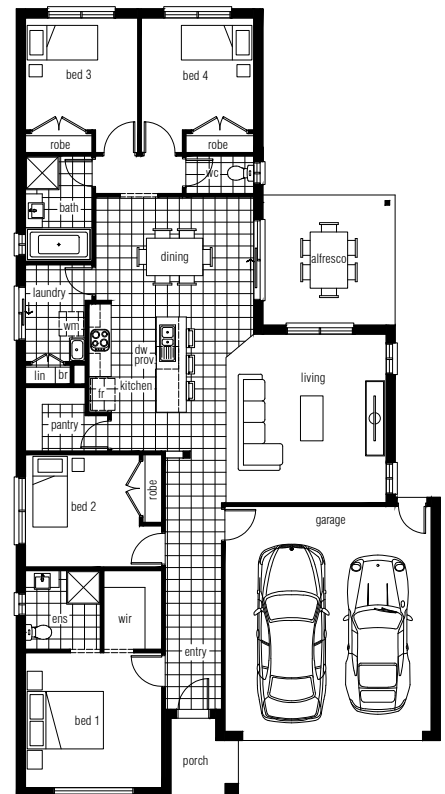 bed 3
bed 4
robe
robe
wc
bath
dining
alfresco
laundry
wm
dw
prov
living
lin
br
fr
kitchen
pantry
robe
bed 2
garage
ens
wir
entry
bed 1
porch